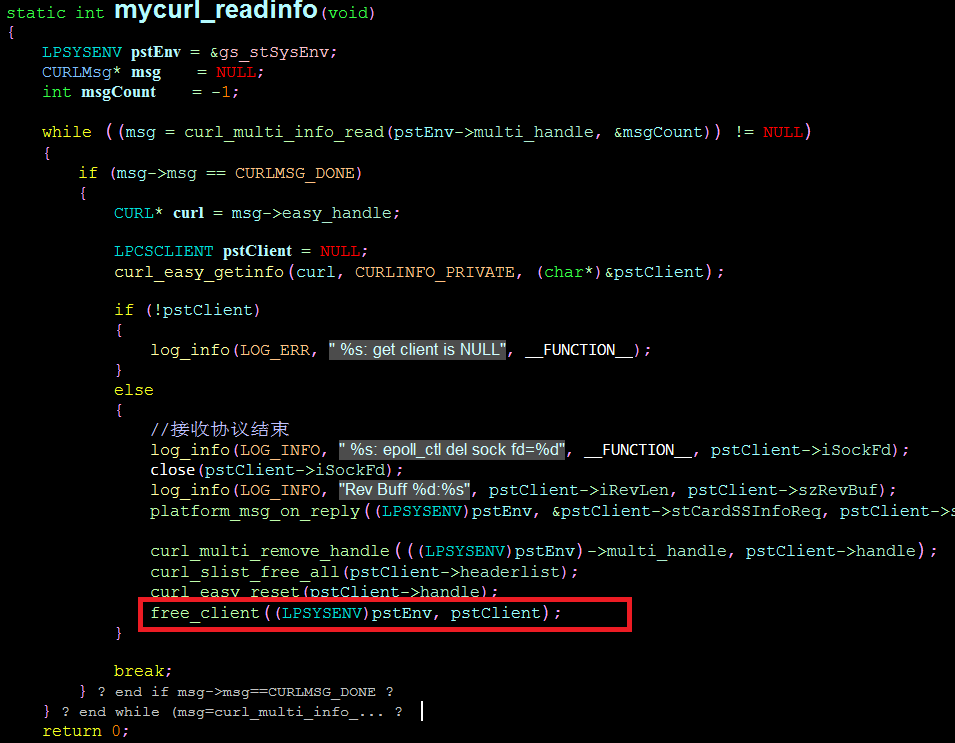 static int mycurl_readinfo(void)
{
LPSYSENV pstEnv = &gs_stSysEnv;
CURLMsg* msg = NULL;
int msgCount = -1;
while ((msg = curl_multi_info_read(pstEnv->multi_handle, &msgCount)) != NULL)
{
if (msg->msg == CURLMSG_DONE)
{
CURL* curl = msg->easy_handle;
LPCSCLIENT pstClient = NULL;
curl_easy_getinfo(curl, CURLINFO_PRIVATE, (char*)&pstClient);
if (!pstClient)
{
log_info(LOG_ERR, " %s: get client is NULL", __FUNCTION__);
}
else
{
//接收协议结束
log_info(LOG_INFO, " %s: epoll_ctl del sock fd=%d", __FUNCTION__, pstClient->iSockFd);
close(pstClient->iSockFd);
log_info(LOG_INFO, "Rev Buff %d:%s", pstClient->iRevLen, pstClient->szRevBuf);
platform_msg_on_reply((LPSYSENV)pstEnv, &pstClient->stCardSSInfoReq, pstClient->s
curl_multi_remove_handle(((LPSYSENV)pstEnv)->multi_handle, pstClient->handle);
curl_slist_free_all(pstClient->headerlist);
curl_easy_reset(pstClient->handle);
free_client((LPSYSENV)pstEnv, pstClient);
}
break;
} ? end if msg->msg==CURLMSG_DONE ?
} ? end while (msg=curl_multi_info_... ?
return 0;